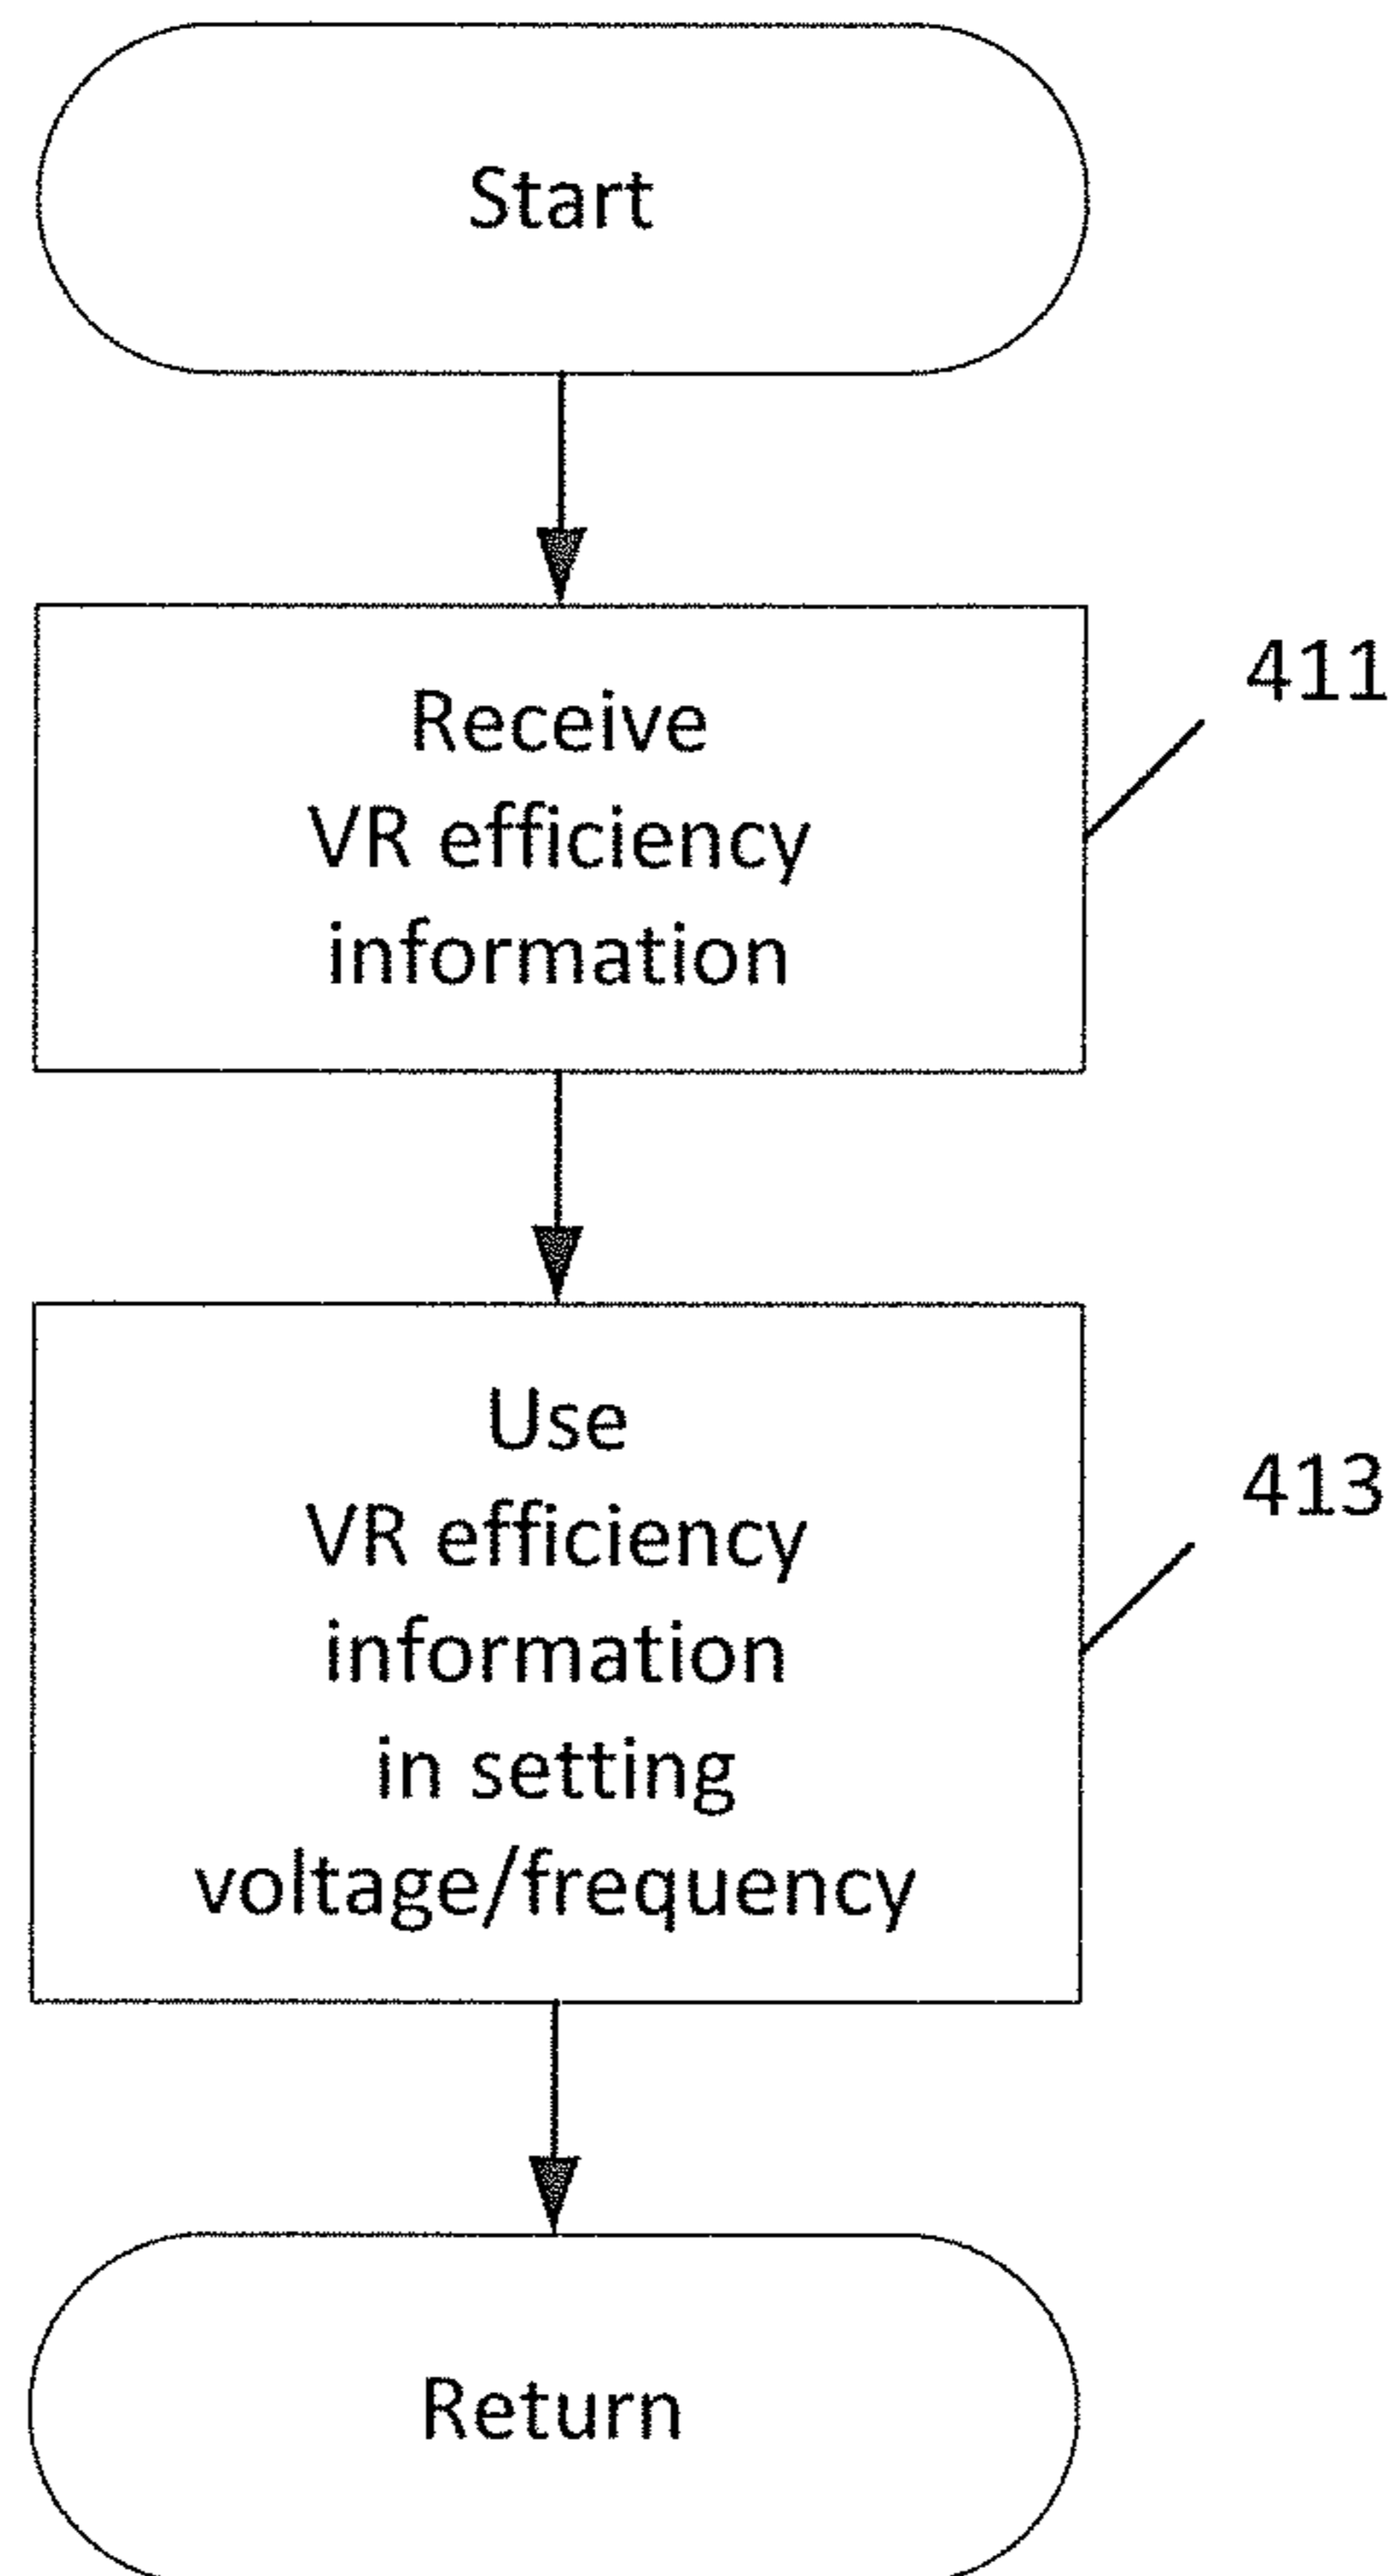 Start
Receive
VR efficiency
information
411
Use
VR efficiency
information
in setting
voltage/frequency
413
Return